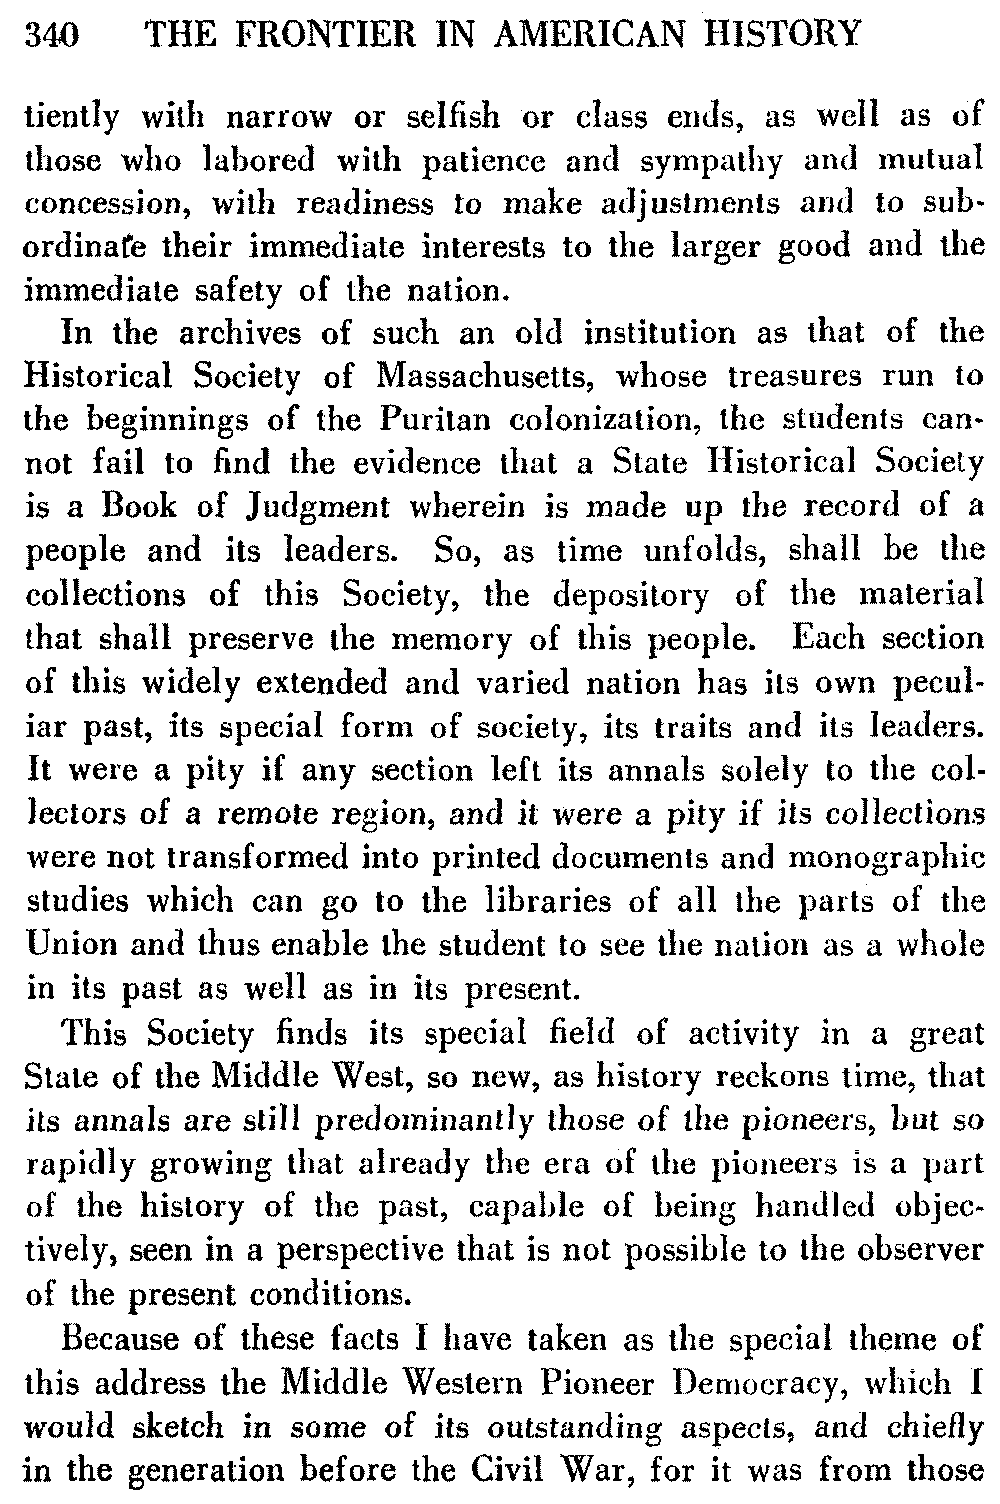 340 THE FRONTIER IN AMERICAN HISTORY
tiently with narrow or selfish or class ends, as well as of
those who labored with patience and sympathy and mutual
concession, with readiness to make adjustments and to sub-
ordinate their immediate interests to the larger good and the
immediate safety of the nation.
In the archives of such an old institution as that of the
Historical Society of Massachusetts, whose treasures run to
the beginnings of the Puritan colonization, the students can-
not fail to find the evidence that a State Historical Society
is a Book of Judgment wherein is made up the record of a
people and its leaders. So, as time unfolds, shall be the
collections of this Society, the depository of the material
that shall preserve the memory of this people. Each section
of this widely extended and varied nation has its own pecul-
iar past, its special form of society, its traits and its leaders.
It were a pity if any section left its annals solely to the col-
lectors of a remote region, and it were a pity if its collections
were not transformed into printed documents and monographic
studies which can go to the libraries of all the parts of the
Union and thus enable the student to see the nation as a whole
in its past as well as in its present.
This Society finds its special field of activity in a great
State of the Middle West, so new, as history reckons time, that
its annals are still predominantly those of the pioneers, but so
rapidly growing that already the era of the pioneers is a part
of the history of the past, capable of being handled objec-
tively, seen in a perspective that is not possible to the observer
of the present conditions.
Because of these facts I have taken as the special theme of
this address the Middle Western Pioneer Democracy, which I
would sketch in some of its outstanding aspects, and chiefly
in the generation before the Civil War, for it was from those